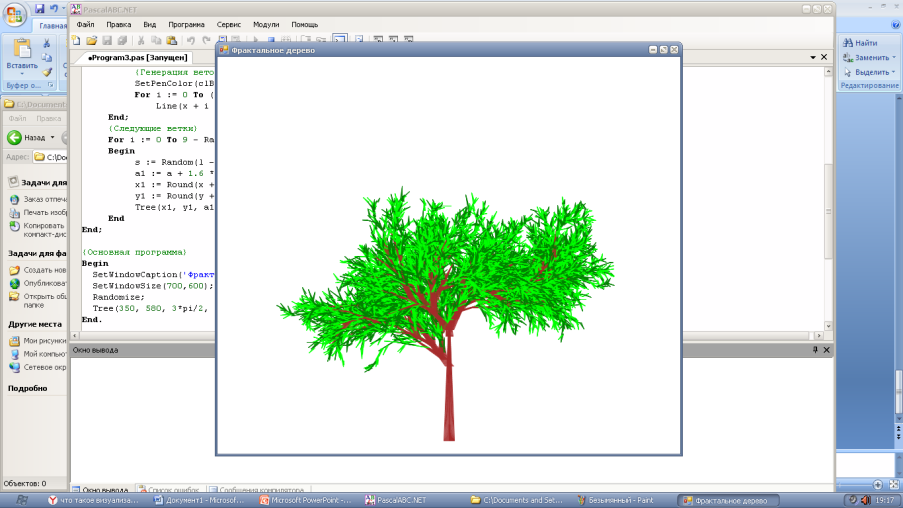 PascalABC.NET
Файл Правка Вид Программа Сервис Модули Помощь
Главная
Вставить
Буфер о...
Найти
Заменить
Выделить
Редактирование
•Program3.pas [Запущен]
Фрактальное дерево
{Генерация вето
SetPenColor(clB
For i := 0 To (
Line(x + i
End;
{Следующие ветки}
For i := 0 To 9 - Ra
Begin
s := Random(l -
a1 := a + 1.6 *
x1 := Round(x +
y1 := Round(y +
Tree(x1, y1, a1
End
End;
{Основная программа}
Begin
SetWindowCaption('Фракт
SetWindowSize(700,600);
Randomize;
Tree(350, 580, 3*pi/2,
End.
C:\Documents
Файл Правка
Назад
Адрес: C:\Doc
Задачи для
Заказ отпеча
Печать изоб
Копировать
компакт-дис
Задачи для фа
Создать нов
Опубликоват
Открыть общ
папке
Другие места
Мои рисунки
Мой компьют
Сетевое окр
Подробно
Объектов: 0
Окно вывода
Окно вывода Список ошибок Сообщения компилятора
что такое визуализа... Документ1 - Microsof... Microsoft PowerPoint -... PascalABC.NET C:\Documents and Set... Безымянный - Paint Фрактальное дерево 19:17